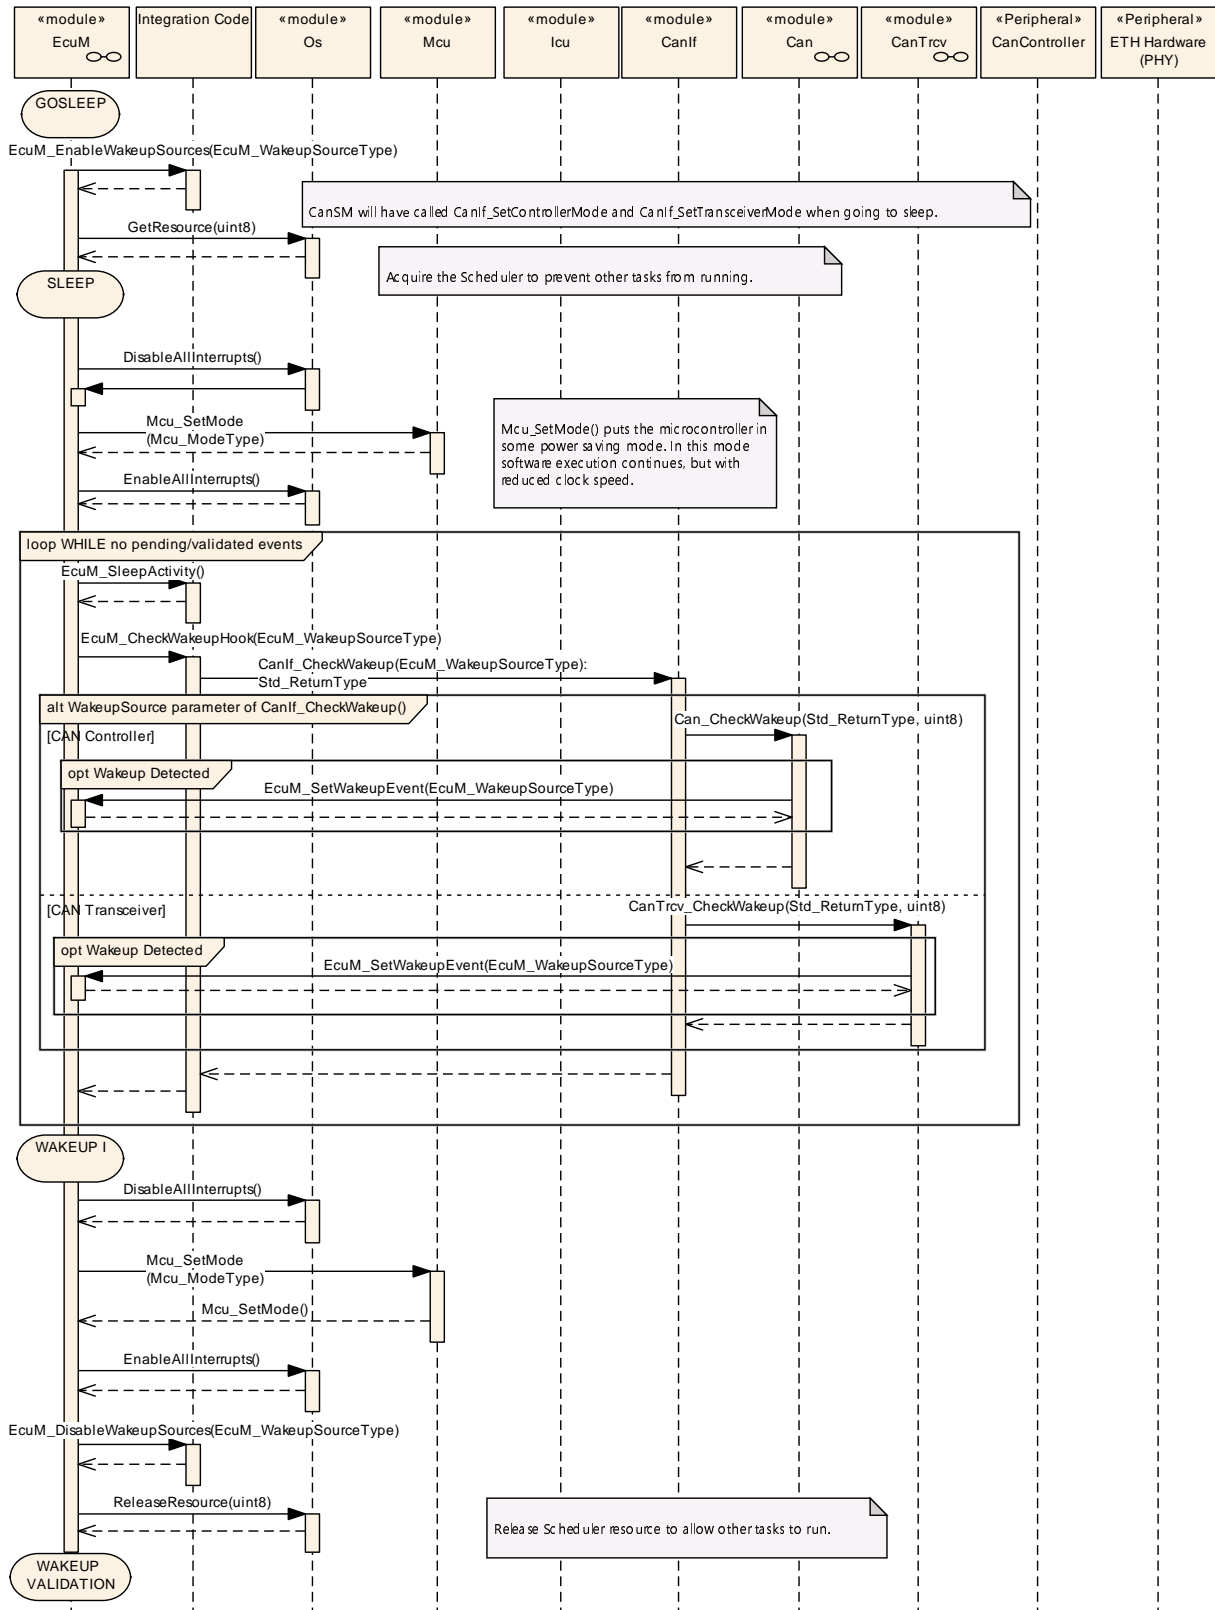 «module»
EcuM
Integration Code
«module»
Os
«module»
Mcu
«module»
Icu
«module»
CanIf
«module»
Can
«module»
CanTrcv
«Peripheral»
CanController
«Peripheral»
ETH Hardware
(PHY)
GOSLEEP
EcuM_EnableWakeupSources(EcuM_WakeupSourceType)
CanSM will have called CanIf_SetControllerMode and CanIf_SetTransceiverMode when going to sleep.
GetResource(uint8)
Acquire the Scheduler to prevent other tasks from running.
SLEEP
DisableAllInterrupts()
Mcu_SetMode
(Mcu_ModeType)
Mcu_SetMode() puts the microcontroller in
some power saving mode. In this mode
software execution continues, but with
reduced clock speed.
EnableAllInterrupts()
loop WHILE no pending/validated events
EcuM_SleepActivity()
EcuM_CheckWakeupHook(EcuM_WakeupSourceType)
CanIf_CheckWakeup(EcuM_WakeupSourceType):
Std_ReturnType
alt WakeupSource parameter of CanIf_CheckWakeup()
Can_CheckWakeup(Std_ReturnType, uint8)
[CAN Controller]
opt Wakeup Detected
EcuM_SetWakeupEvent(EcuM_WakeupSourceType)
[CAN Transceiver]
CanTrcv_CheckWakeup(Std_ReturnType, uint8)
opt Wakeup Detected
EcuM_SetWakeupEvent(EcuM_WakeupSourceType)
WAKEUP I
DisableAllInterrupts()
Mcu_SetMode
(Mcu_ModeType)
Mcu_SetMode()
EnableAllInterrupts()
EcuM_DisableWakeupSources(EcuM_WakeupSourceType)
ReleaseResource(uint8)
Release Scheduler resource to allow other tasks to run.
WAKEUP
VALIDATION